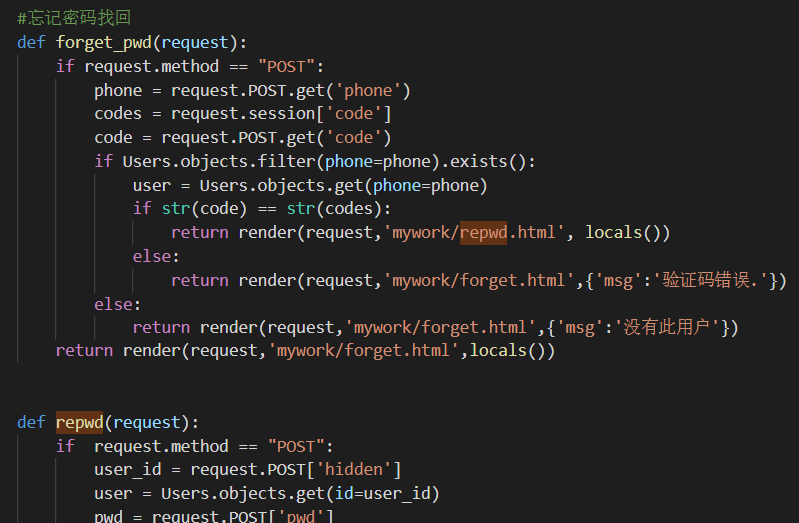 #忘记密码找回
def forget_pwd(request):
    if request.method == "POST":
        phone = request.POST.get('phone')
        codes = request.session['code']
        code = request.POST.get('code')
        if Users.objects.filter(phone=phone).exists():
            user = Users.objects.get(phone=phone)
            if str(code) == str(codes):
                return render(request,'mywork/repwd.html', locals())
            else:
                return render(request,'mywork/forget.html',{'msg':'验证码错误.'})
        else:
            return render(request,'mywork/forget.html',{'msg':'没有此用户'})
    return render(request,'mywork/forget.html',locals())
def repwd(request):
    if  request.method == "POST":
        user_id = request.POST['hidden']
        user = Users.objects.get(id=user_id)
        pwd = request.POST['pwd']